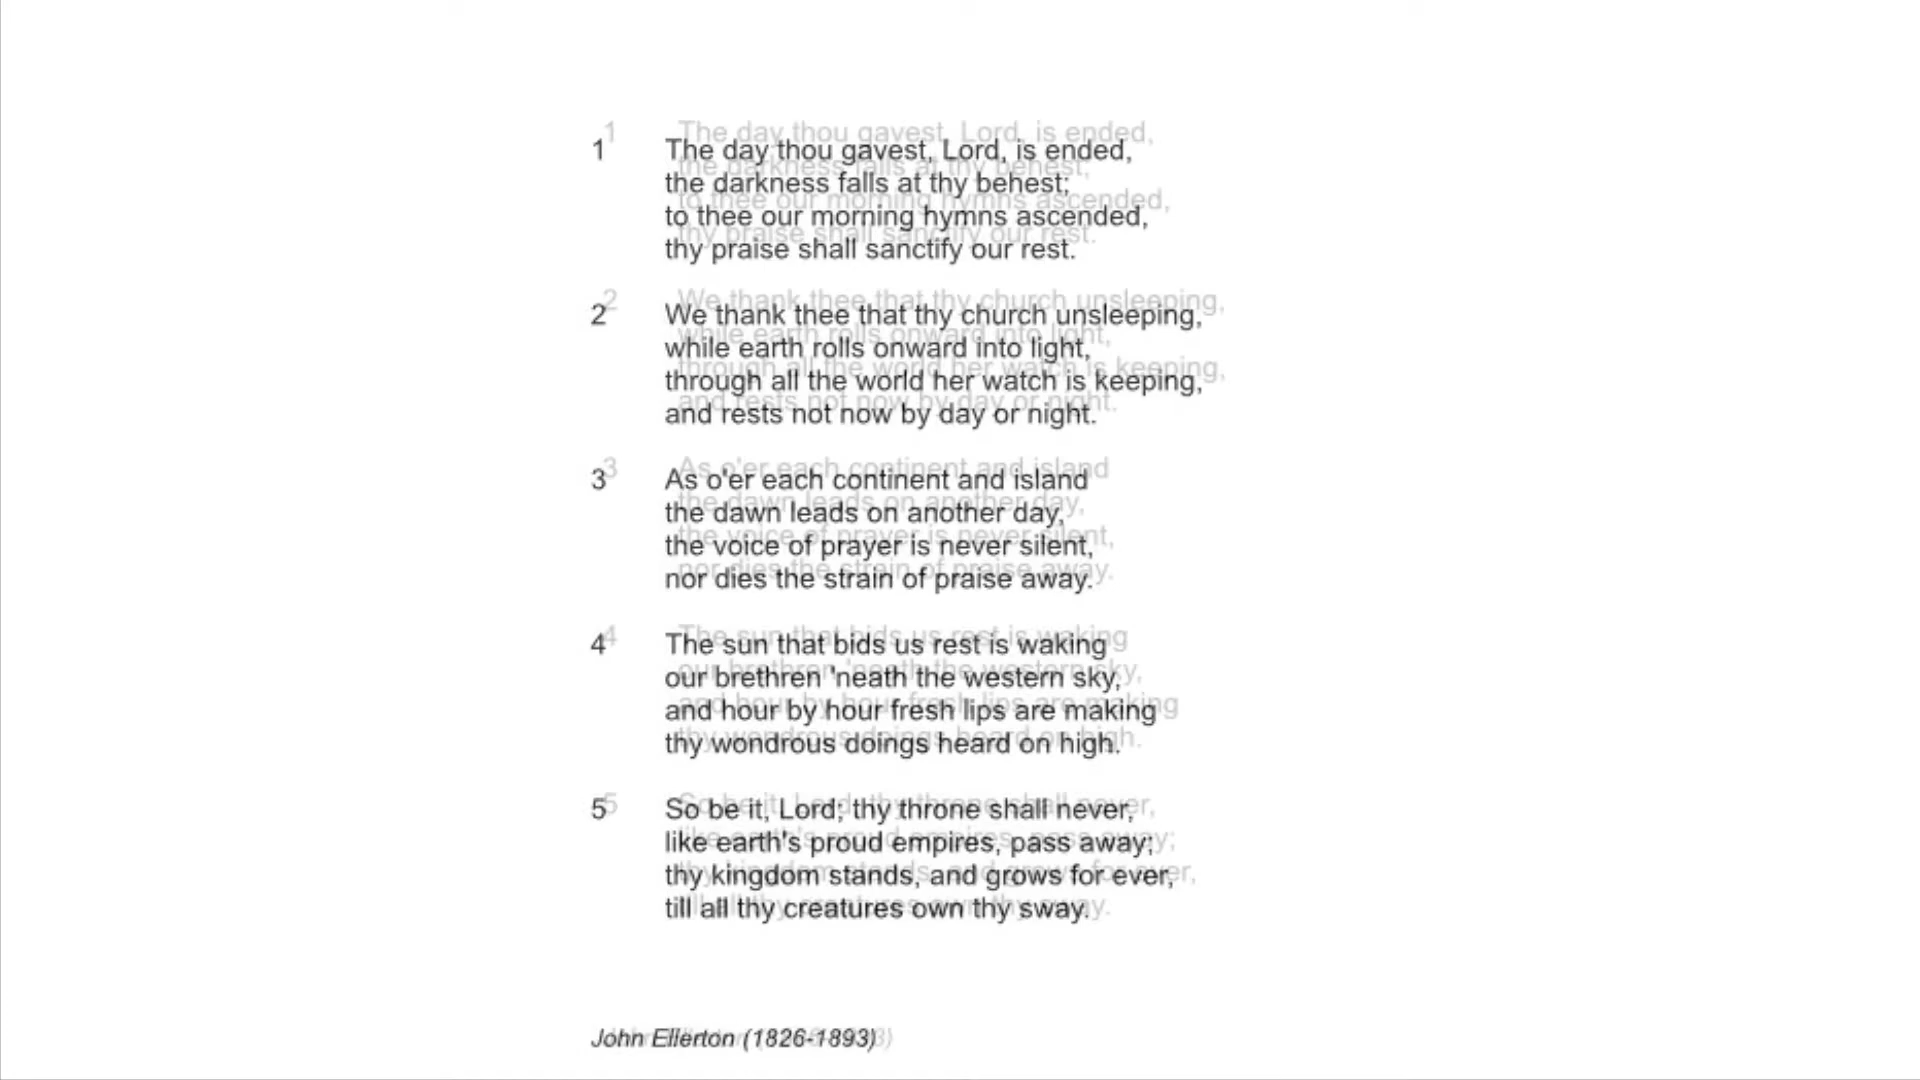 1 The day thou gavest, Lord, is ended,
the darkness falls at thy behest;
to thee our morning hymns ascended,
thy praise shall sanctify our rest.
2 We thank thee that thy church unsleeping,
while earth rolls onward into light,
through all the world her watch is keeping,
and rests not now by day or night.
3 As o'er each continent and island
the dawn leads on another day,
the voice of prayer is never silent,
nor dies the strain of praise away.
4 The sun that bids us rest is waking
our brethren 'neath the western sky,
and hour by hour fresh lips are making
thy wondrous doings heard on high.
5 So be it, Lord; thy throne shall never,
like earth's proud empires, pass away;
thy kingdom stands, and grows for ever,
till all thy creatures own thy sway.
John Ellerton (1826-1893)